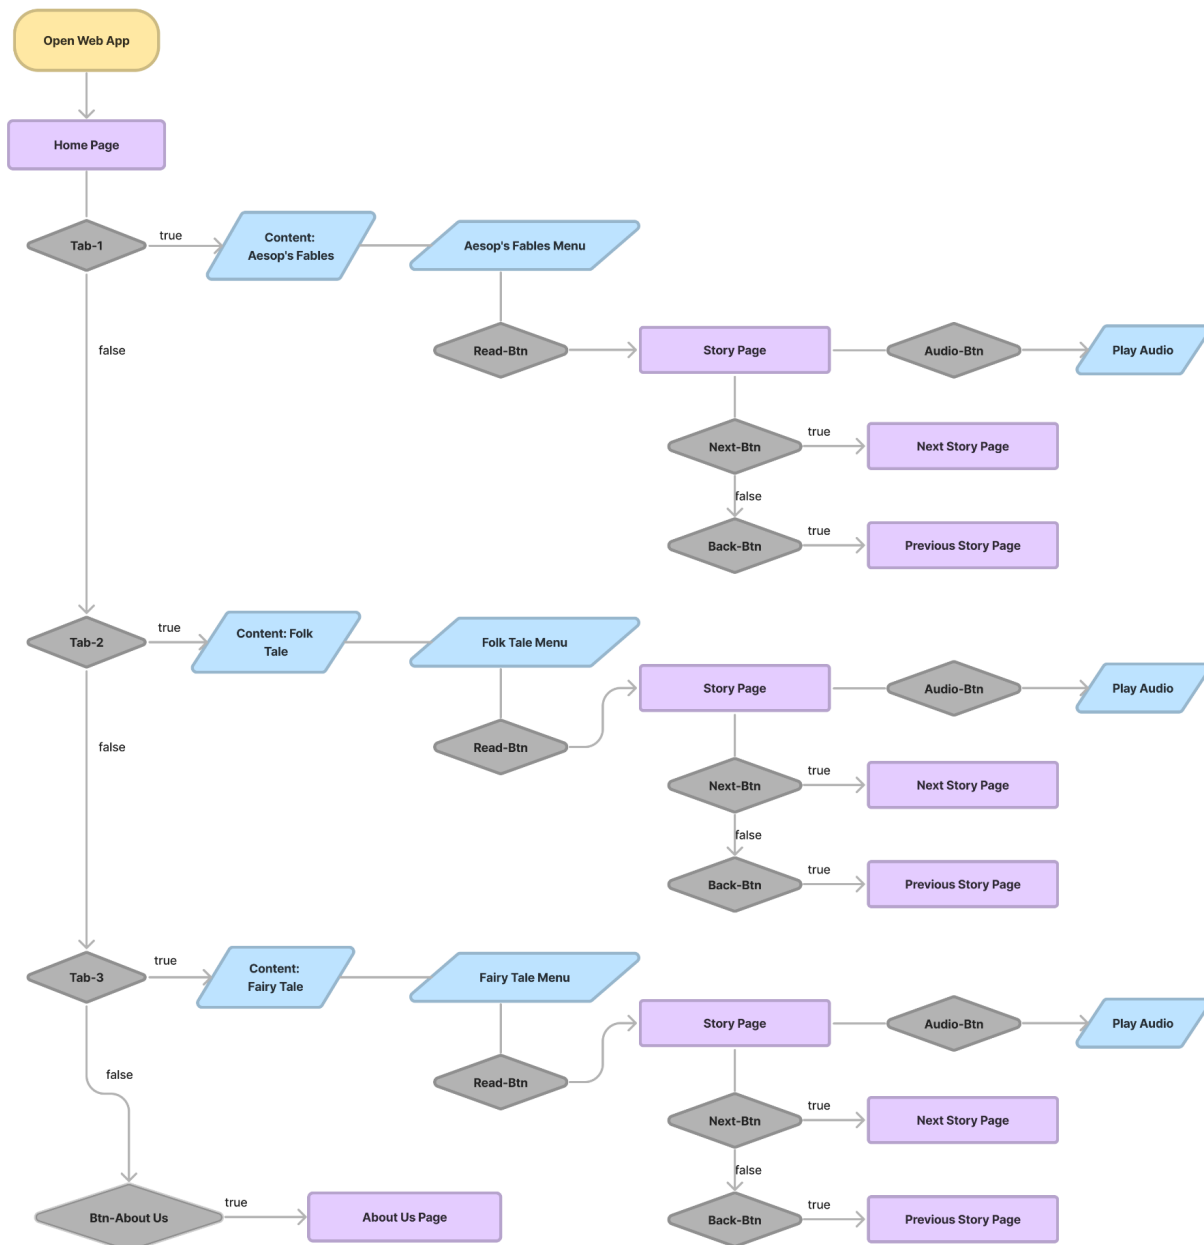 Open Web App
Home Page
Tab-1
true
Content:
Aesop's Fables
Aesop's Fables Menu
false
Read-Btn
Story Page
Audio-Btn
Play Audio
Next-Btn
true
Next Story Page
false
Back-Btn
true
Previous Story Page
Tab-2
true
Content: Folk
Tale
Folk Tale Menu
false
Read-Btn
Story Page
Audio-Btn
Play Audio
Next-Btn
true
Next Story Page
false
Back-Btn
true
Previous Story Page
Tab-3
true
Content:
Fairy Tale
Fairy Tale Menu
false
Read-Btn
Story Page
Audio-Btn
Play Audio
Next-Btn
true
Next Story Page
false
Back-Btn
true
Previous Story Page
Btn-About Us
true
About Us Page